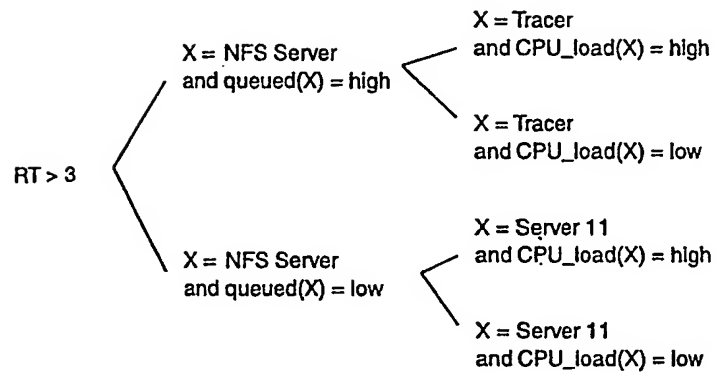 X = Tracer
and CPU_load(X) = high
X = NFS Server
and queued(X) = high
X = Tracer
and CPU_load(X) = low
RT > 3
X = Server 11
and CPU_load(X) = high
X = NFS Server
and queued(X) = low
X = Server 11
and CPU_load(X) = low